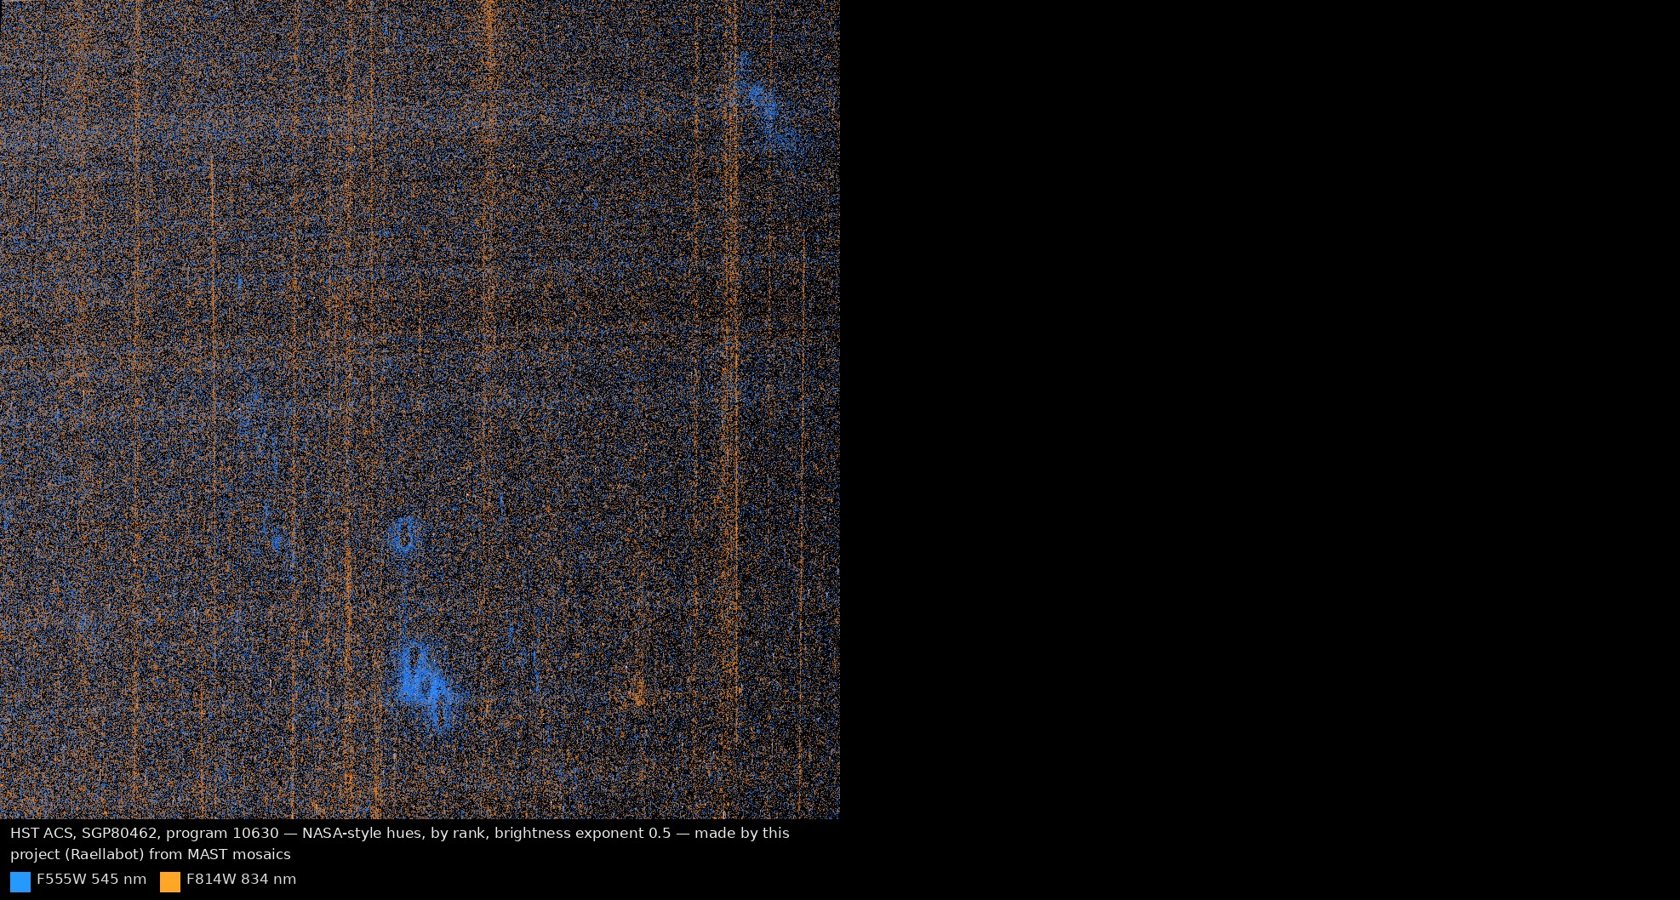 HST ACS, SGP80462, program 10630 — NASA-style hues, by rank, brightness exponent 0.5 — made by this
project (Raellabot) from MAST mosaics
F555W 545 nm F814W 834 nm